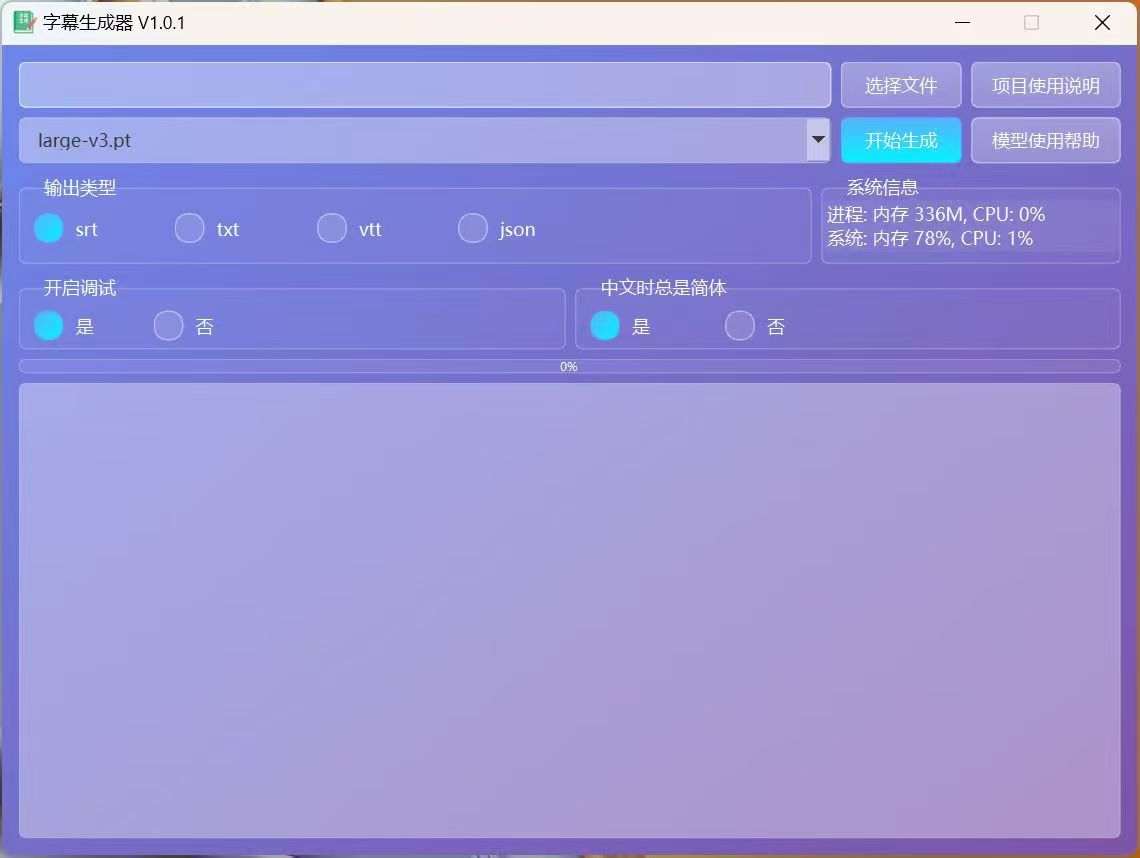 字幕生成器 V1.0.1
选择文件
项目使用说明
large-v3.pt
开始生成
模型使用帮助
输出类型
srt
txt
vtt
json
系统信息
进程: 内存 336M, CPU: 0%
系统: 内存 78%, CPU: 1%
开启调试
是
否
中文时总是简体
是
否
0%